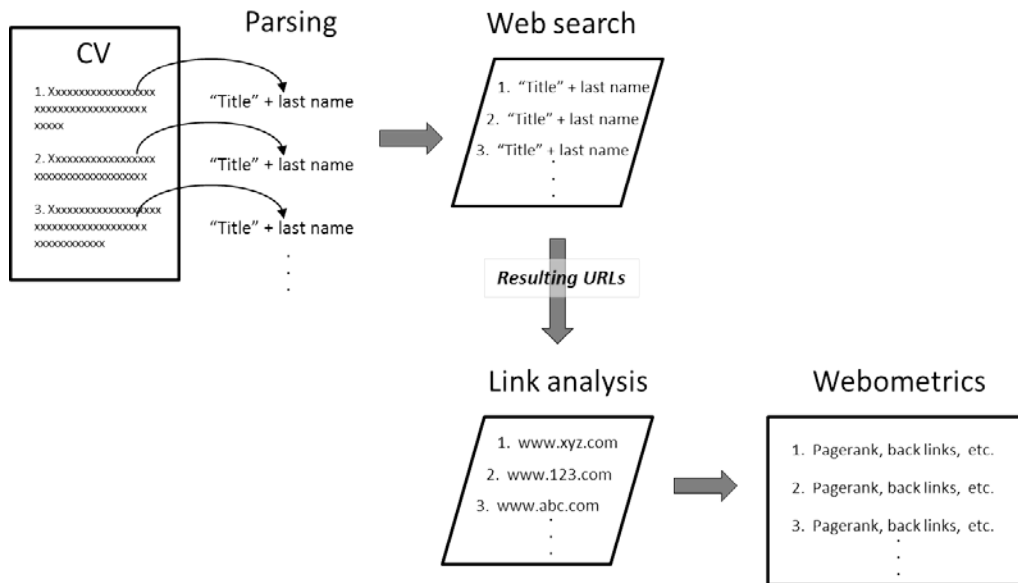 CV
1. Xxxxxxxxxxxxxxxxxx
xxxxxxxxxxxxxxxxxxx
xxxxx
2. Xxxxxxxxxxxxxxxxxx
xxxxxxxxxxxxxxxxxxx
3. Xxxxxxxxxxxxxxxxxxx
xxxxxxxxxxxxxxxxxxx
xxxxxxxxxxxx
Parsing
“Title” + last name
“Title” + last name
“Title” + last name
Web search
1. “Title” + last name
2. “Title” + last name
3. “Title” + last name
Resulting URLs
Link analysis
1. www.xyz.com
2. www.123.com
3. www.abc.com
Webometrics
1. Pagerank, back links, etc.
2. Pagerank, back links, etc.
3. Pagerank, back links, etc.